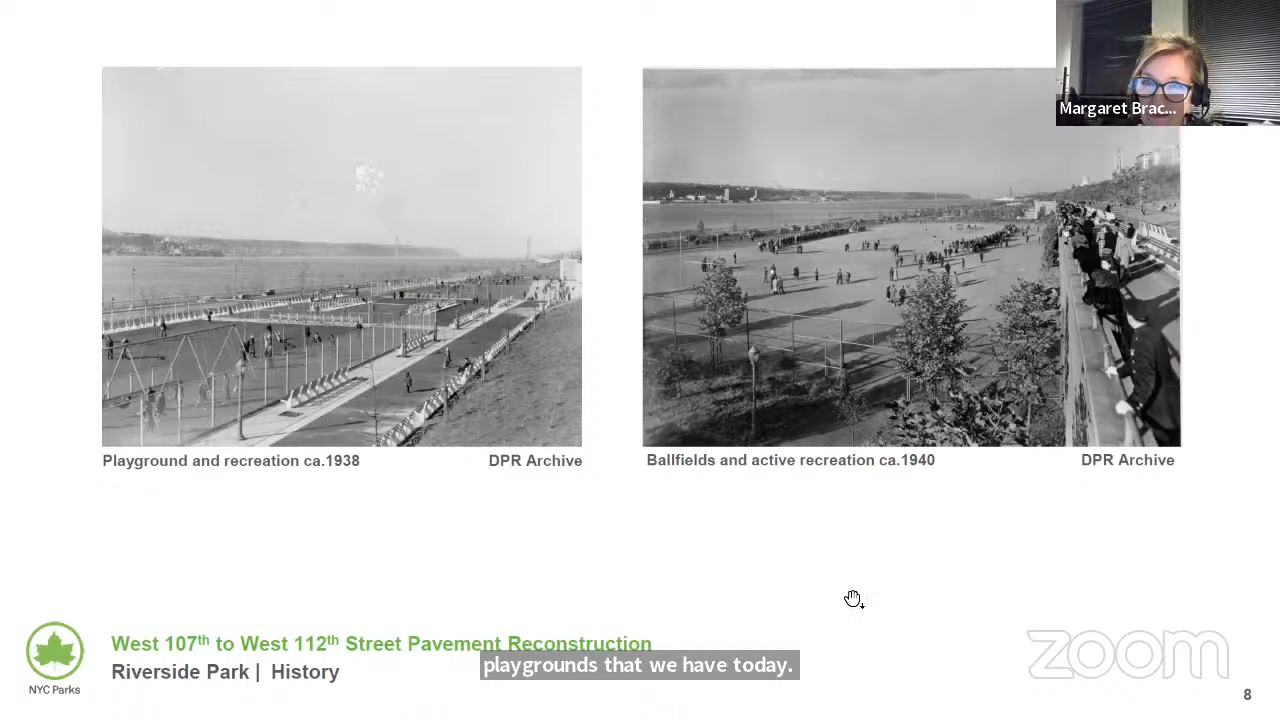 Margaret Brac...
Playground and recreation ca.1938 DPR Archive
Ballfields and active recreation ca.1940 DPR Archive
West 107th to West 112th Street Pavement Reconstruction
Riverside Park | History
NYC Parks
playgrounds that we have today.
zoom
8